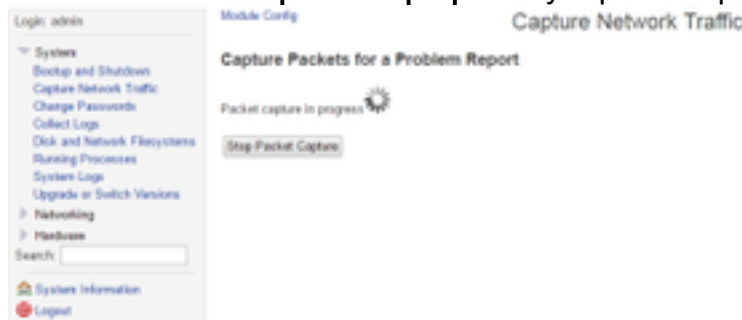 Login: admin
System
Bootup and Shutdown
Capture Network Traffic
Change Passwords
Collect Logs
Disk and Network Filesystems
Running Processes
System Logs
Upgrade or Switch Versions
Networking
Hardware
Search:
System Information
Logout
Module Config
Capture Network Traffic
Capture Packets for a Problem Report
Packet capture in progress
Stop Packet Capture